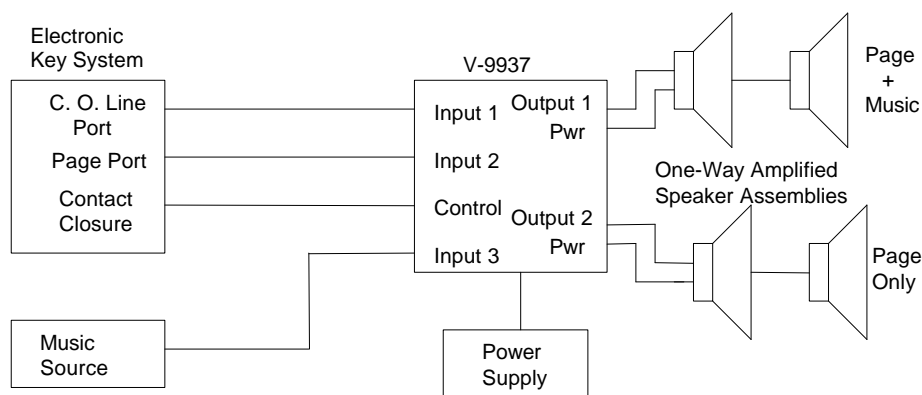 Electronic
Key System
C. O. Line
Port
Page Port
Contact
Closure
Music
Source
V-9937
Input 1
Input 2
Control
Input 3
Output 1
Pwr
Output 2
Pwr
Power
Supply
One-Way Amplified
Speaker Assemblies
Page
+
Music
Page
Only